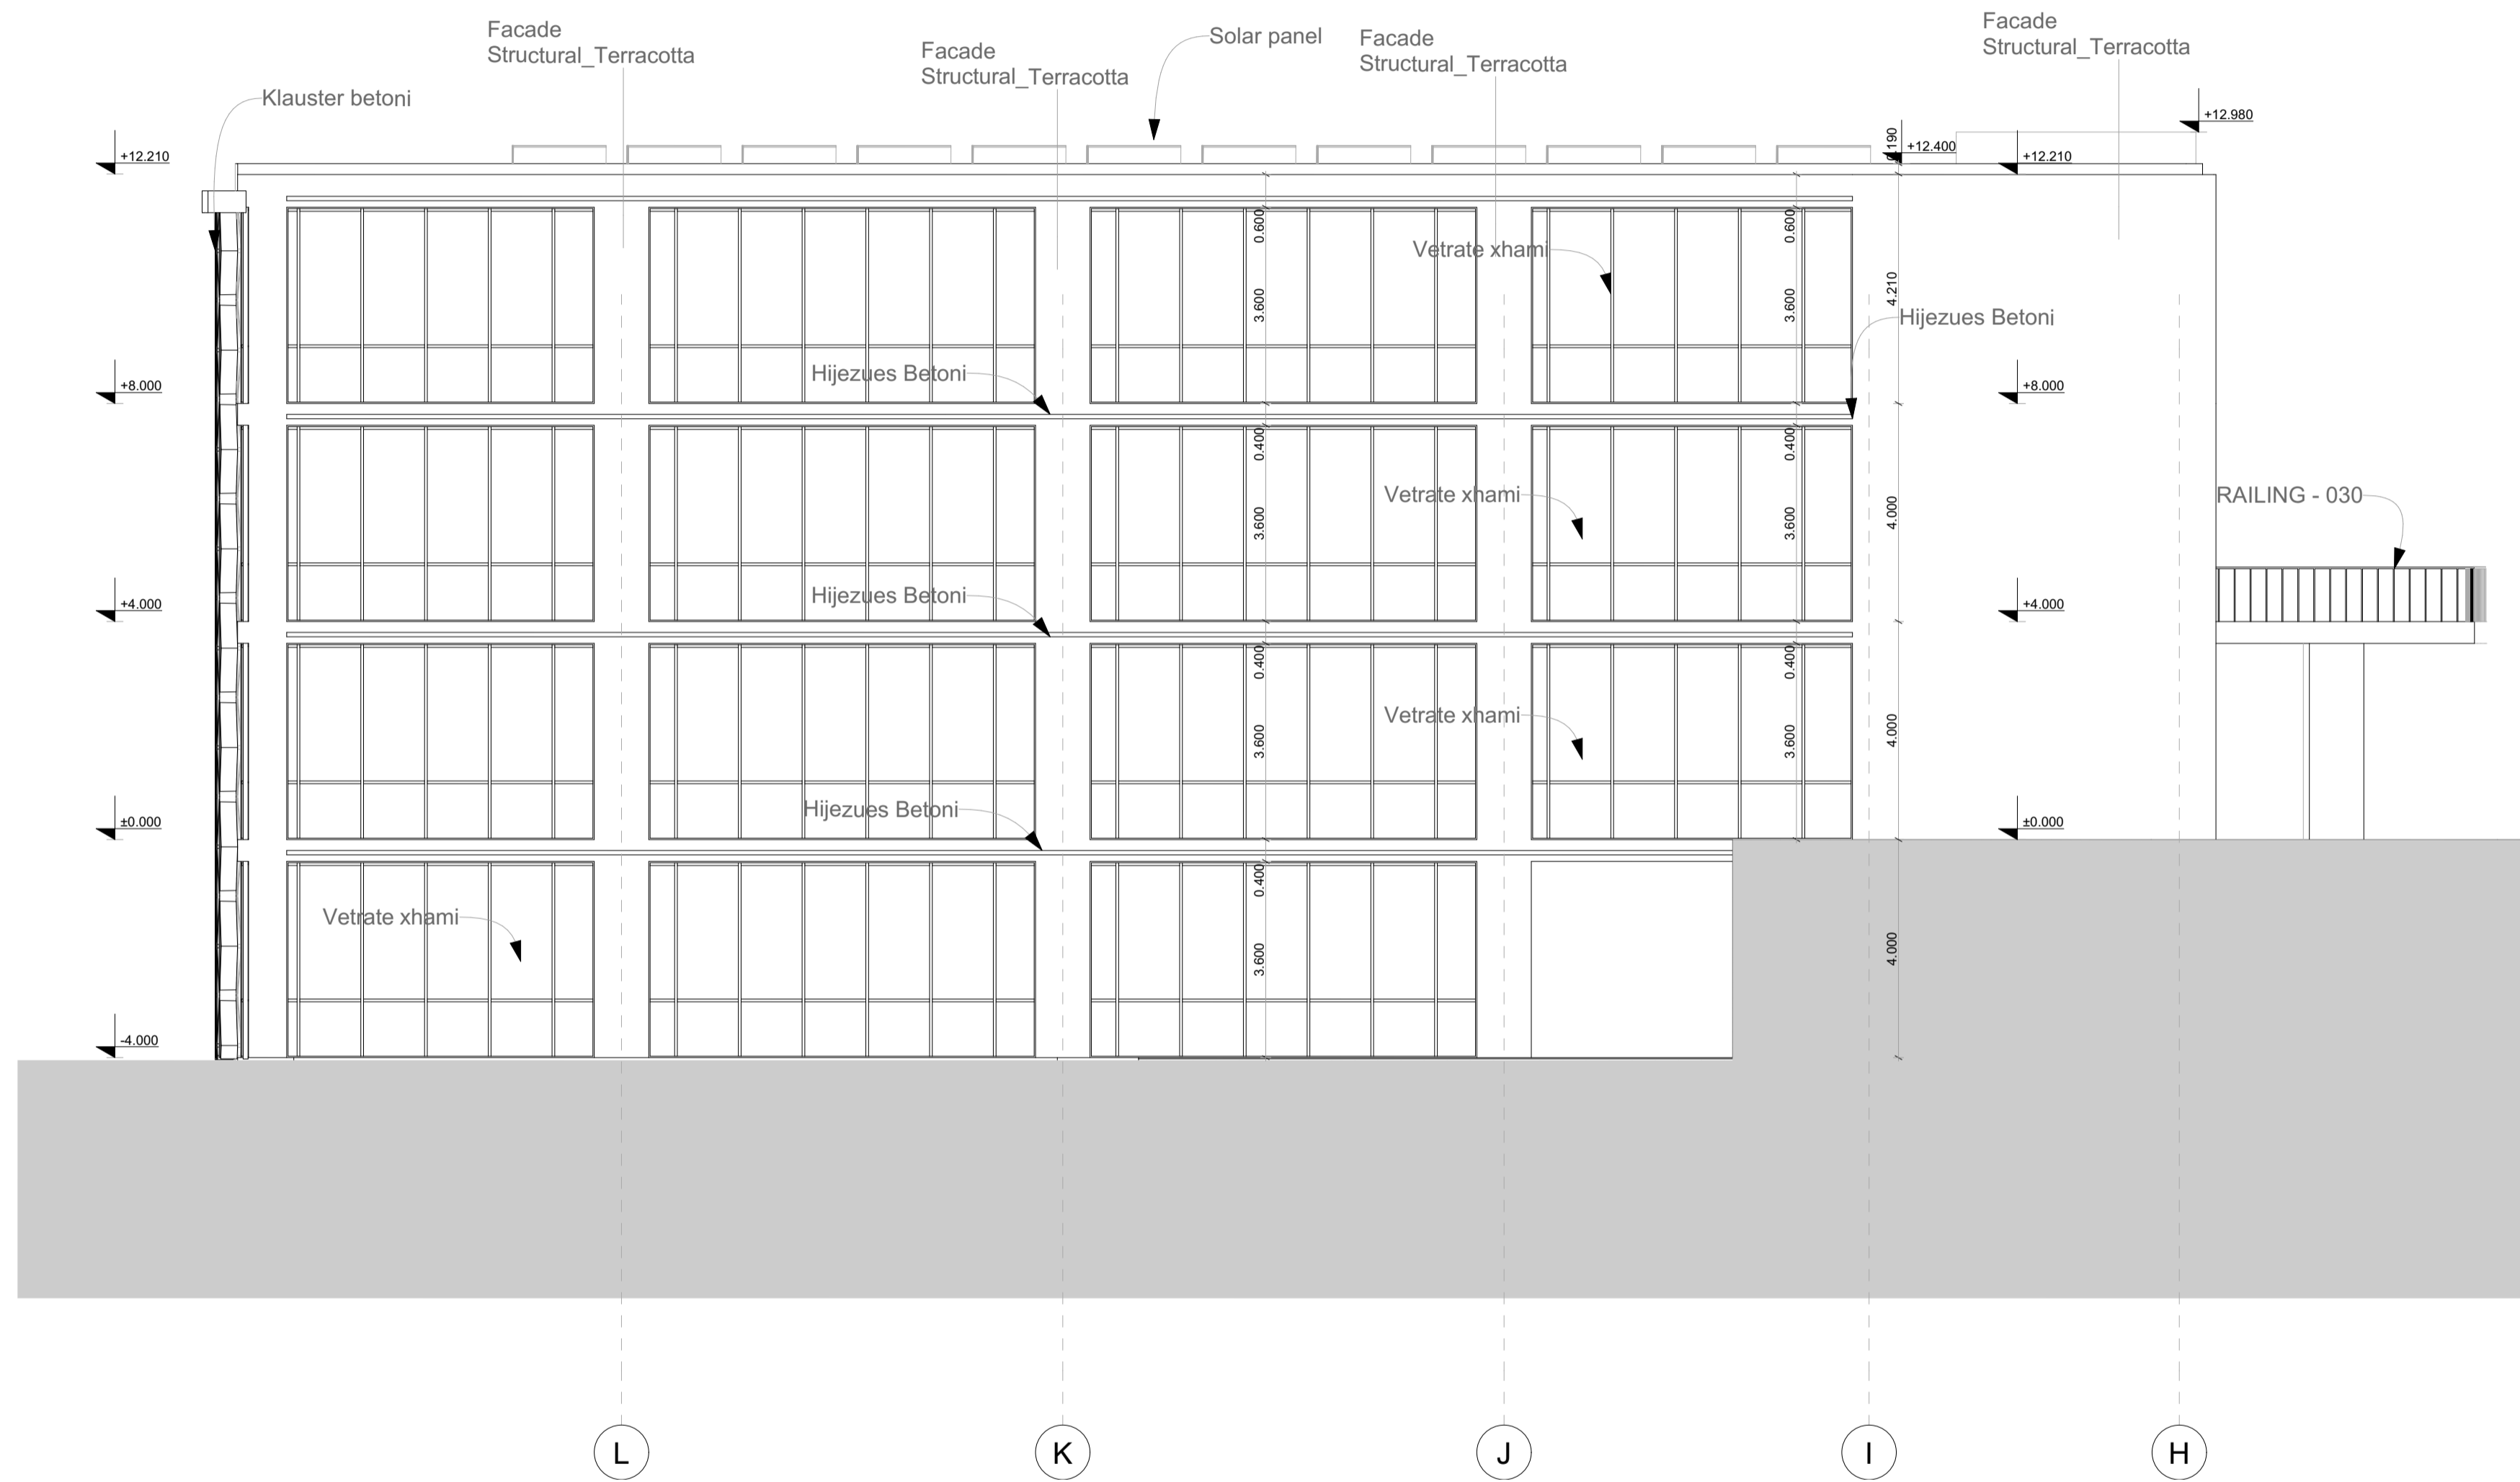 Facade
Structural_Terracotta
Facade
Structural_Terracotta
Solar panel
Facade
Structural_Terracotta
Facade
Structural_Terracotta
Klauster betoni
+12.980
+12.210
0.190
+12.400
+12.210
0.600
0.600
Vetrate xhami
3.600
3.600
4.210
Hijezues Betoni
Hijezues Betoni
+8.000
+8.000
0.400
0.400
Vetrate xhami
RAILING - 030
3.600
3.600
4.000
Hijezues Betoni
+4.000
+4.000
0.400
0.400
Vetrate xhami
3.600
3.600
4.000
Hijezues Betoni
±0.000
±0.000
0.400
Vetrate xhami
3.600
4.000
-4.000
L
K
J
I
H